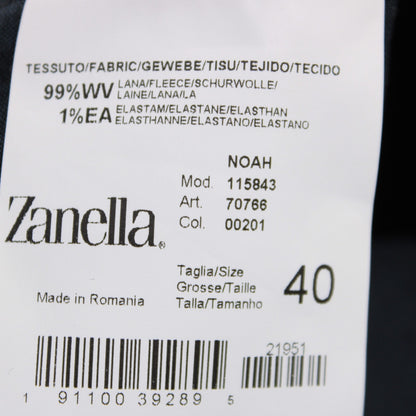 TESSUTO/FABRIC/GEWEBE/TISU/TEJIDO/TECIDO
99%WV LANA/FLEECE/SCHURWOLLE/
LAINE/LANA/LA
1%EA ELASTAM/ELASTANE/ELASTHAN
ELASTHANNE/ELASTANO/ELASTANO
NOAH
Mod. 115843
Art. 70766
Col. 00201
Zanella®
Taglia/Size
Grosse/Taille
Talla/Tamanho
40
Made in Romania
21951
1 91100 39289 5